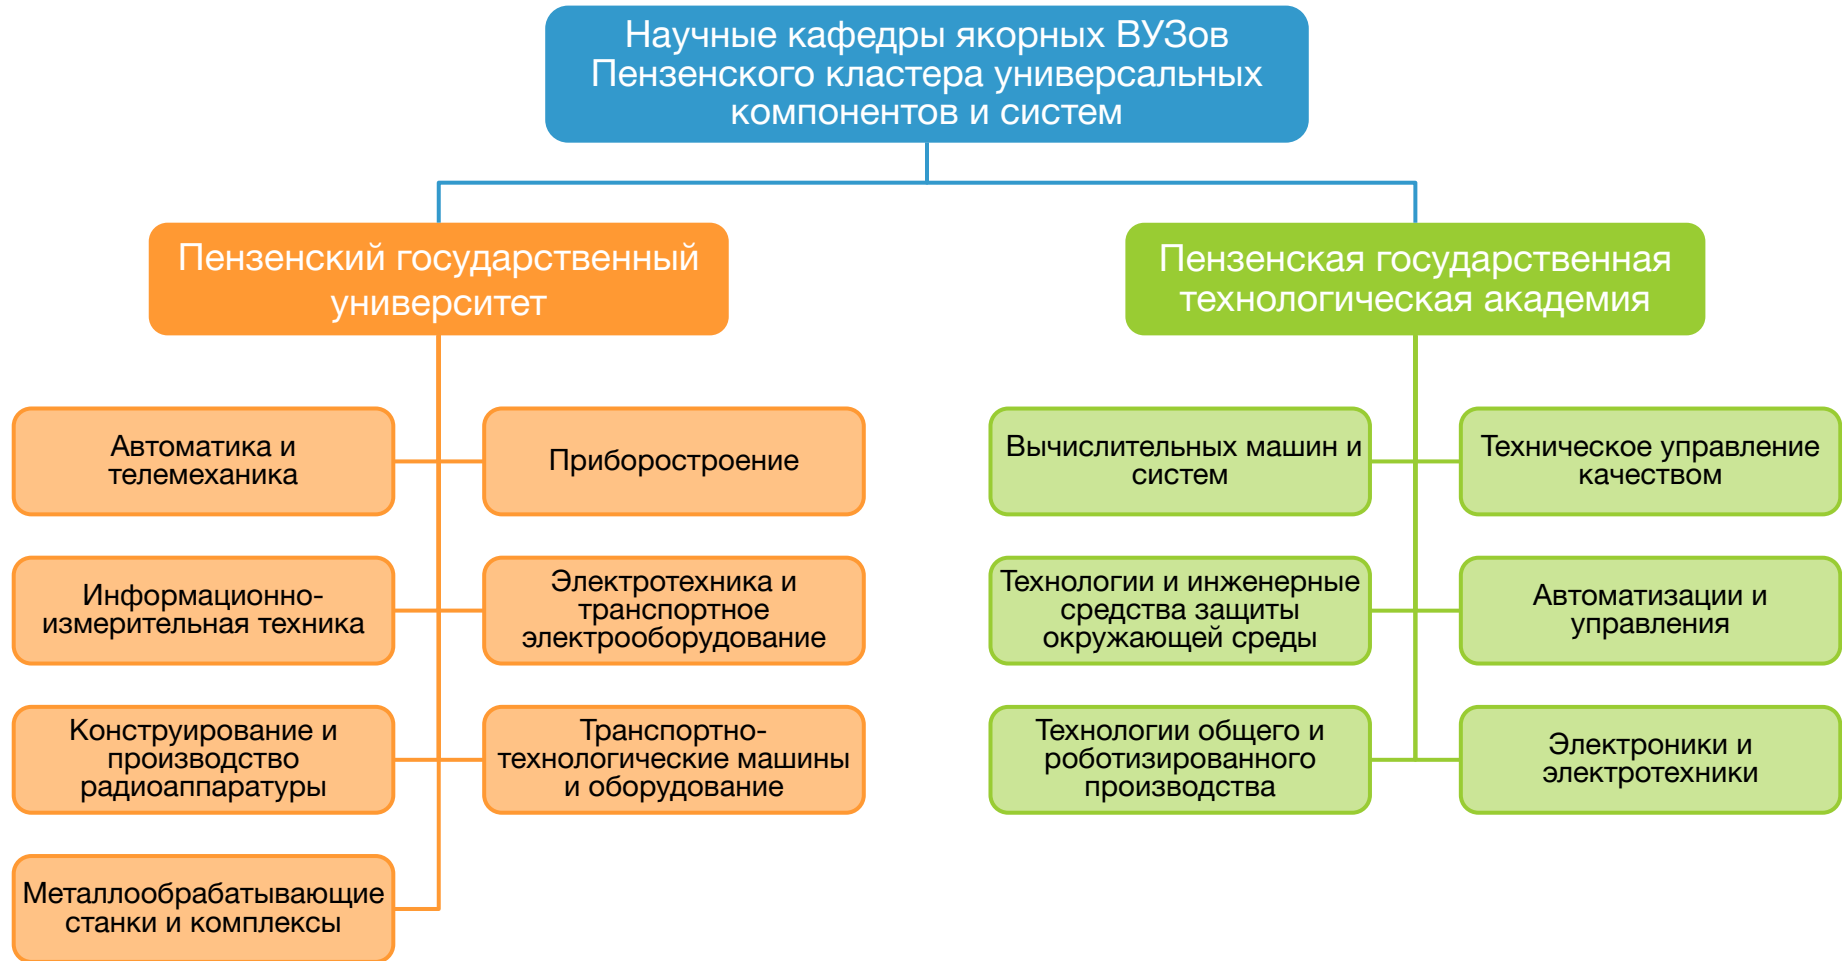 Научные кафедры якорных ВУЗов
Пензенского кластера универсальных
компонентов и систем
Пензенский государственный
университет
Пензенская государственная
технологическая академия
Автоматика и
телемеханика
Приборостроение
Вычислительных машин и
систем
Техническое управление
качеством
Информационно-
измерительная техника
Электротехника и
транспортное
электрооборудование
Технологии и инженерные
средства защиты
окружающей среды
Автоматизации и
управления
Конструирование и
производство
радиоаппаратуры
Транспортно-
технологические машины
и оборудование
Технологии общего и
роботизированного
производства
Электроники и
электротехники
Металлообрабатывающие
станки и комплексы